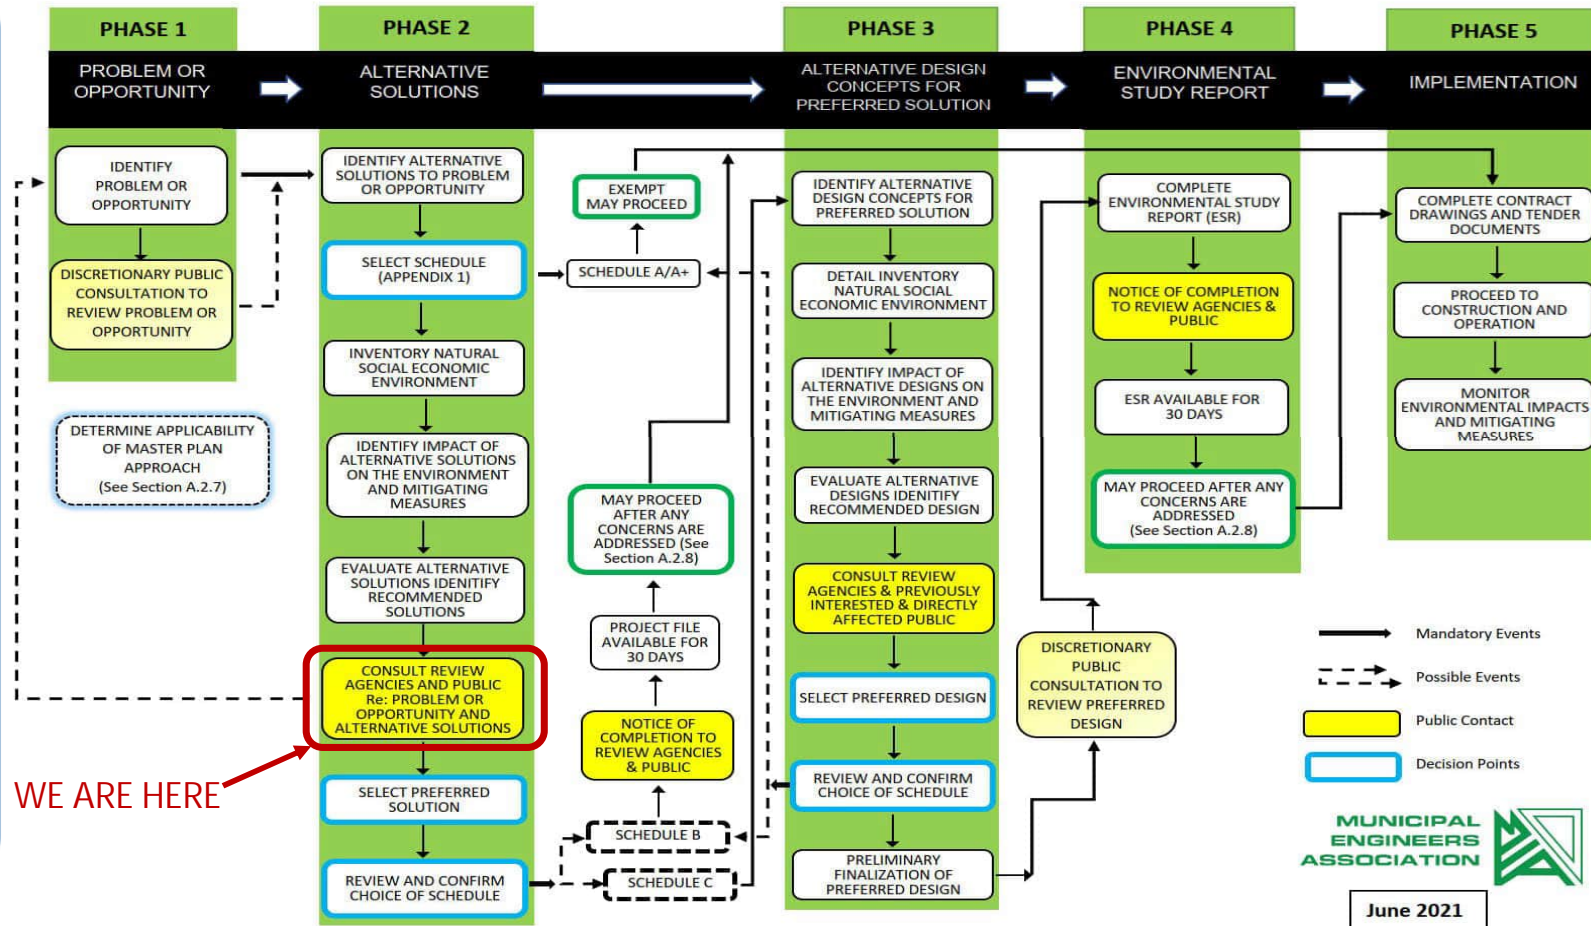 PHASE 1
PHASE 2
PHASE 3
PHASE 4
PHASE 5
PROBLEM OR
OPPORTUNITY
ALTERNATIVE
SOLUTIONS
ALTERNATIVE DESIGN
CONCEPTS FOR
PREFERRED SOLUTION
ENVIRONMENTAL
STUDY REPORT
IMPLEMENTATION
IDENTIFY
PROBLEM OR
OPPORTUNITY
DISCRETIONARY PUBLIC
CONSULTATION TO
REVIEW PROBLEM OR
OPPORTUNITY
DETERMINE APPLICABILITY
OF MASTER PLAN
APPROACH
(See Section A.2.7)
WE ARE HERE
IDENTIFY ALTERNATIVE
SOLUTIONS TO PROBLEM
OR OPPORTUNITY
SELECT SCHEDULE
(APPENDIX 1)
INVENTORY NATURAL
SOCIAL ECONOMIC
ENVIRONMENT
IDENTIFY IMPACT OF
ALTERNATIVE SOLUTIONS
ON THE ENVIRONMENT
AND MITIGATING
MEASURES
EVALUATE ALTERNATIVE
SOLUTIONS IDENITIFY
RECOMMENDED
SOLUTIONS
CONSULT REVIEW
AGENCIES AND PUBLIC
Re: PROBLEM OR
OPPORTUNITY AND
ALTERNATIVE SOLUTIONS
SELECT PREFERRED
SOLUTION
REVIEW AND CONFIRM
CHOICE OF SCHEDULE
EXEMPT
MAY PROCEED
SCHEDULE A/A+
MAY PROCEED
AFTER ANY
CONCERNS ARE
ADDRESSED (See
Section A.2.8)
PROJECT FILE
AVAILABLE FOR
30 DAYS
NOTICE OF
COMPLETION TO
REVIEW AGENCIES
& PUBLIC
SCHEDULE B
SCHEDULE C
IDENTIFY ALTERNATIVE
DESIGN CONCEPTS FOR
PREFERRED SOLUTION
DETAIL INVENTORY
NATURAL SOCIAL
ECONOMIC ENVIRONMENT
IDENTIFY IMPACT OF
ALTERNATIVE DESIGNS ON
THE ENVIRONMENT AND
MITIGATING MEASURES
EVALUATE ALTERNATIVE
DESIGNS IDENITIFY
RECOMMENDED DESIGN
CONSULT REVIEW
AGENCIES & PREVIOUSLY
INTERESTED & DIRECTLY
AFFECTED PUBLIC
SELECT PREFERRED DESIGN
REVIEW AND CONFIRM
CHOICE OF SCHEDULE
PRELIMINARY
FINALIZATION OF
PREFERRED DESIGN
DISCRETIONARY
PUBLIC
CONSULTATION TO
REVIEW PREFERRED
DESIGN
COMPLETE
ENVIRONMENTAL STUDY
REPORT (ESR)
NOTICE OF COMPLETION
TO REVIEW AGENCIES &
PUBLIC
ESR AVAILABLE FOR
30 DAYS
MAY PROCEED AFTER ANY
CONCERNS ARE
ADDRESSED
(See Section A.2.8)
COMPLETE CONTRACT
DRAWINGS AND TENDER
DOCUMENTS
PROCEED TO
CONSTRUCTION AND
OPERATION
MONITOR
ENVIRONMENTAL IMPACTS
AND MITIGATING
MEASURES
Mandatory Events
Possible Events
Public Contact
Decision Points
MUNICIPAL
ENGINEERS
ASSOCIATION
June 2021